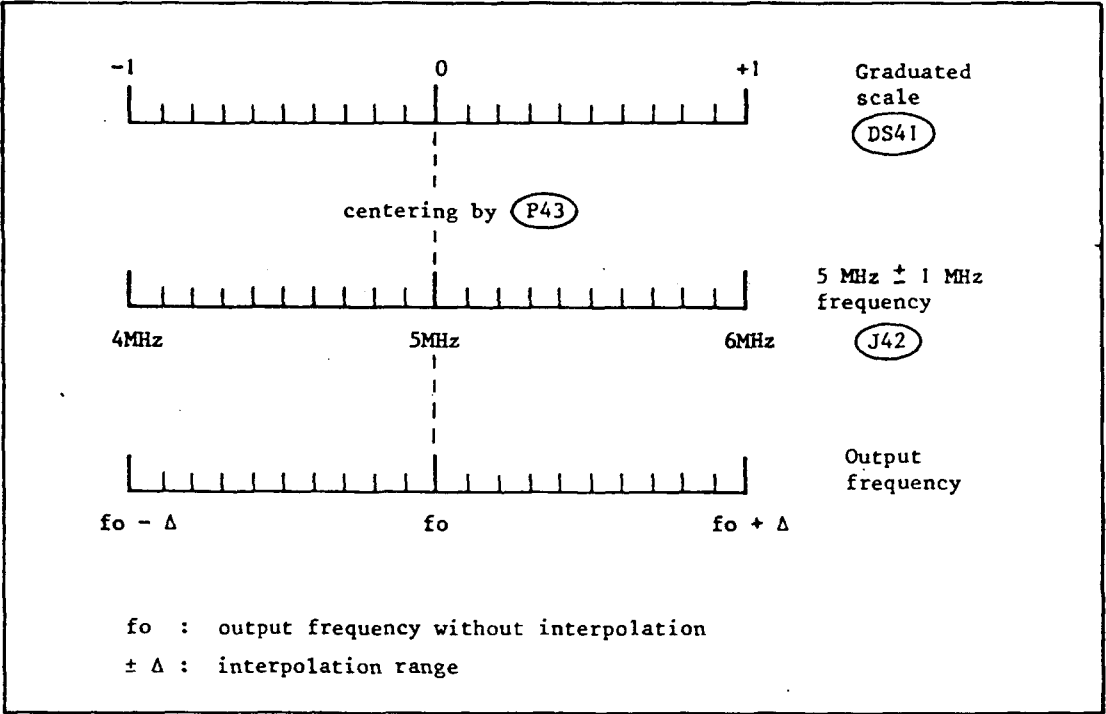 -1 0 +1
Graduated
scale
DS41
centering by P43
5 MHz ± 1 MHz
frequency
J42
4MHz 5MHz 6MHz
Output
frequency
fo - Δ fo fo + Δ
fo : output frequency without interpolation
± Δ : interpolation range